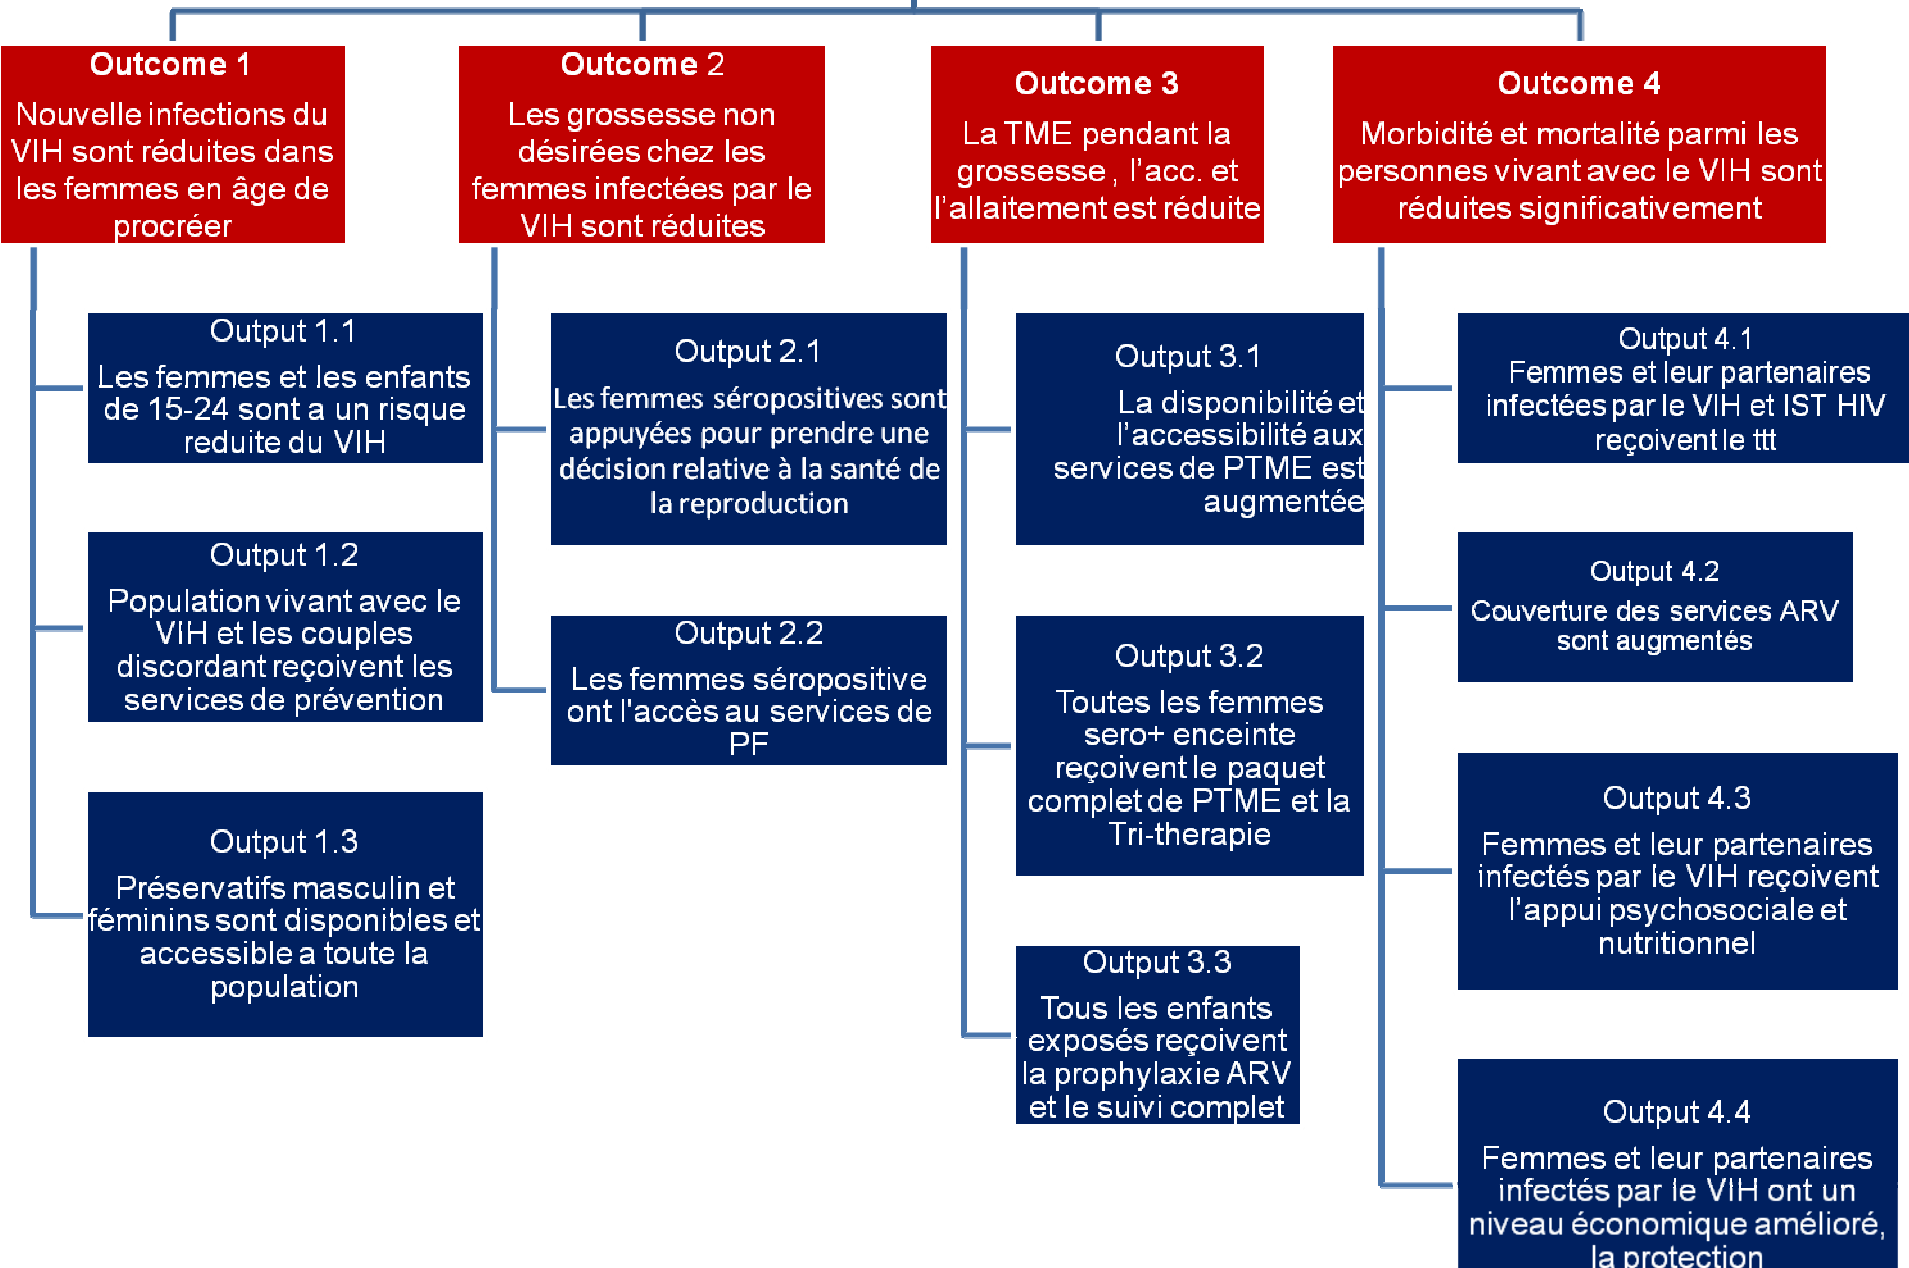 Outcome 1
Nouvelle infections du
VIH sont réduites dans
les femmes en âge de
procréer
Outcome 2
Les grossesse non
désirées chez les
femmes infectées par le
VIH sont réduites
Outcome 3
La TME pendant la
grossesse , l'acc. et
l'allaitement est réduite
Outcome 4
Morbidité et mortalité parmi les
personnes vivant avec le VIH sont
réduites significativement
Output 1.1
Les femmes et les enfants
de 15-24 sont a un risque
reduite du VIH
Output 1.2
Population vivant avec le
VIH et les couples
discordant reçoivent les
services de prévention
Output 1.3
Préservatifs masculin et
féminins sont disponibles et
accessible a toute la
population
Output 2.1
Les femmes séropositives sont
appuyées pour prendre une
décision relative à la santé de
la reproduction
Output 2.2
Les femmes séropositive
ont l'accès au services de
PF
Output 3.1
La disponibilité et
l'accessibilité aux
services de PTME est
augmentée
Output 3.2
Toutes les femmes
sero+ enceinte
reçoivent le paquet
complet de PTME et la
Tri-therapie
Output 3.3
Tous les enfants
exposés reçoivent
la prophylaxie ARV
et le suivi complet
Output 4.1
Femmes et leur partenaires
infectées par le VIH et IST HIV
reçoivent le ttt
Output 4.2
Couverture des services ARV
sont augmentés
Output 4.3
Femmes et leur partenaires
infectés par le VIH reçoivent
l'appui psychosociale et
nutritionnel
Output 4.4
Femmes et leur partenaires
infectés par le VIH ont un
niveau économique amélioré,
la protection